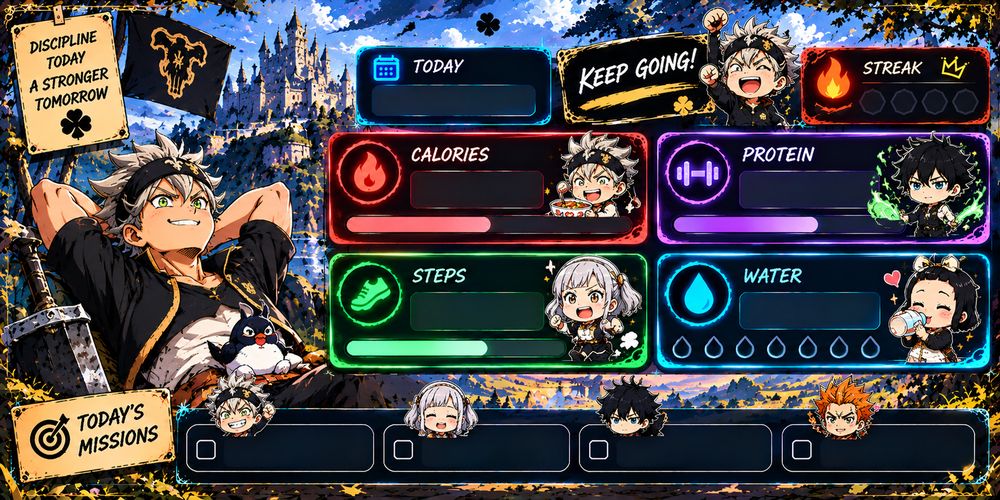 DISCIPLINE
TODAY
A STRONGER
TOMORROW
TODAY
KEEP GOING!
STREAK
CALORIES
PROTEIN
STEPS
WATER
TODAY'S
MISSIONS